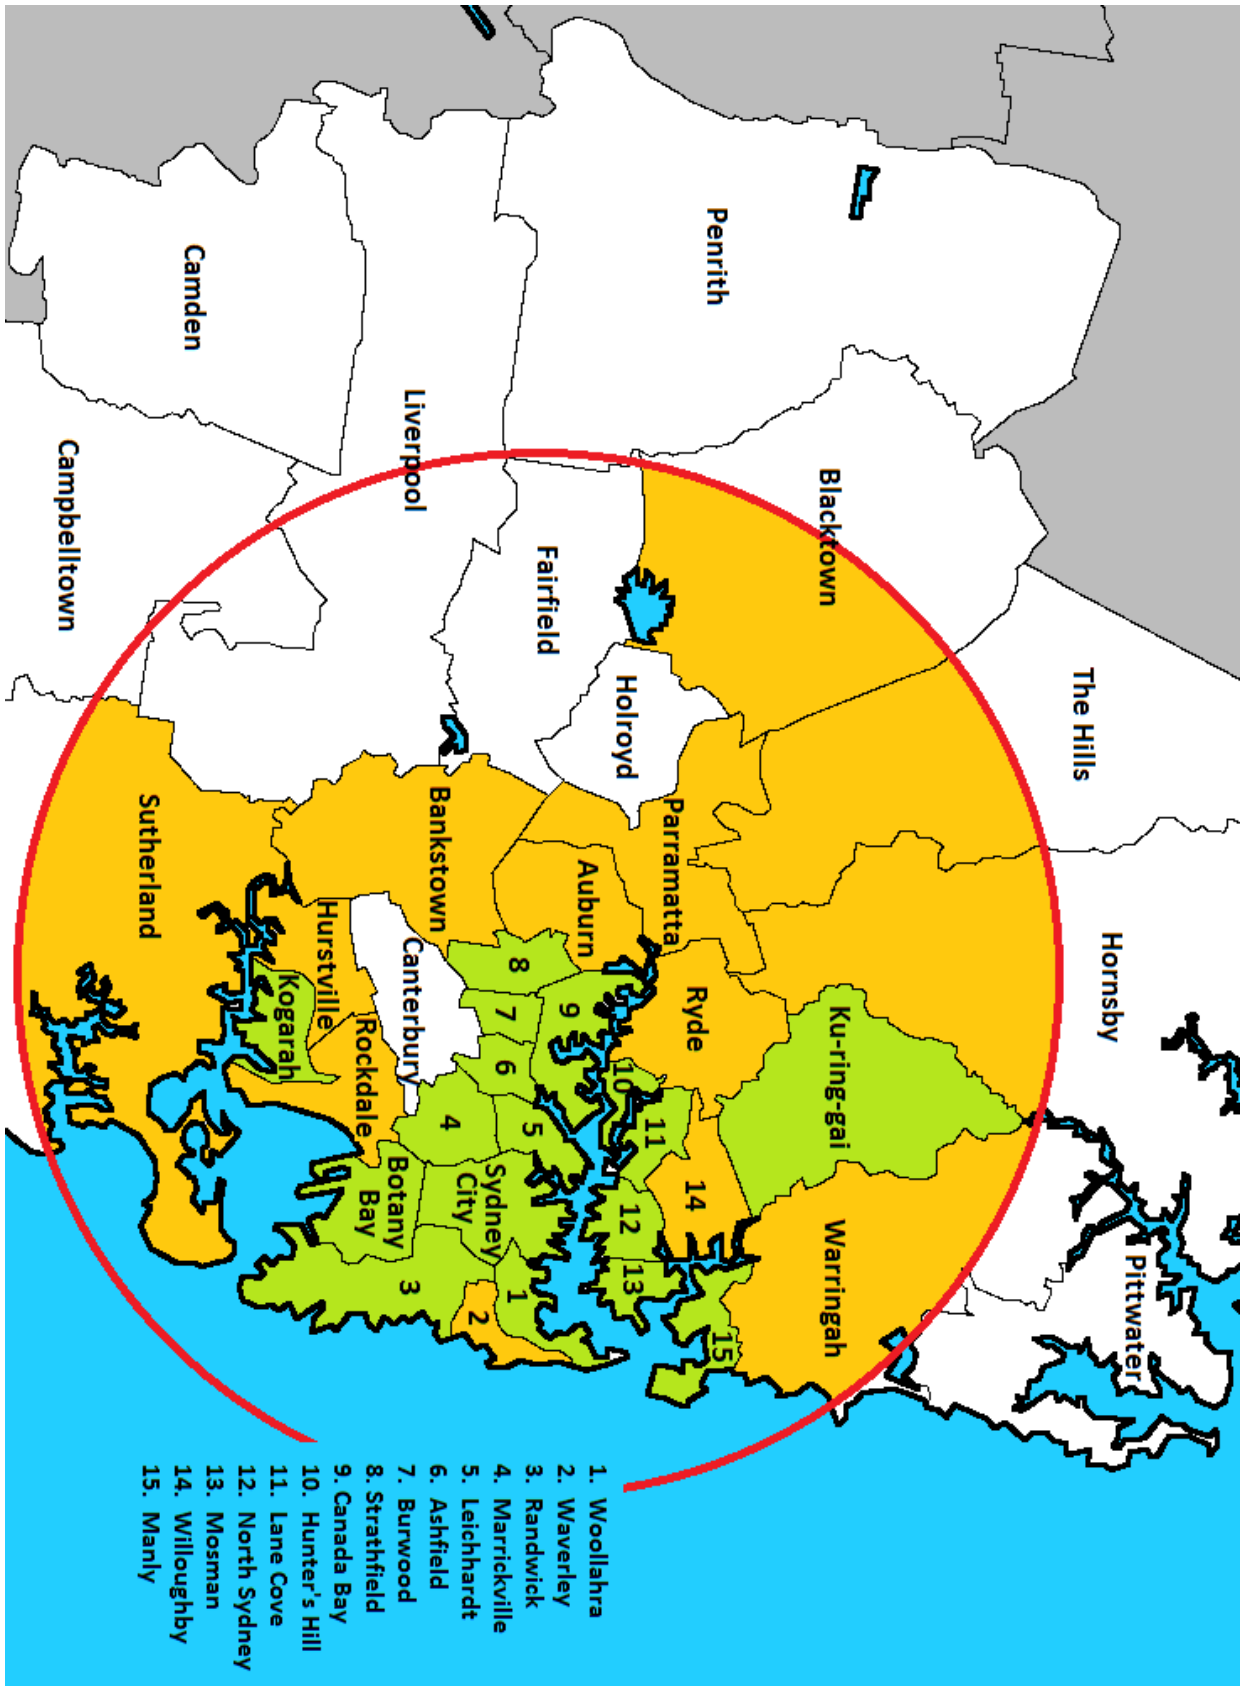 Hornsby
Pittwater
The Hills
Penrith
Blacktown
Ku-ring-gai
Warringah
Parramatta
Ryde
14
15
Holroyd
Auburn
10
11
12
13
Fairfield
9
8
7
6
5
Sydney
City
1
2
Liverpool
Bankstown
Canterbury
4
Botany
Bay
3
Hurstville
Rockdale
Kogarah
Camden
Sutherland
Campbelltown
1. Woollahra
2. Waverley
3. Randwick
4. Marrickville
5. Leichhardt
6. Ashfield
7. Burwood
8. Strathfield
9. Canada Bay
10. Hunter's Hill
11. Lane Cove
12. North Sydney
13. Mosman
14. Willoughby
15. Manly